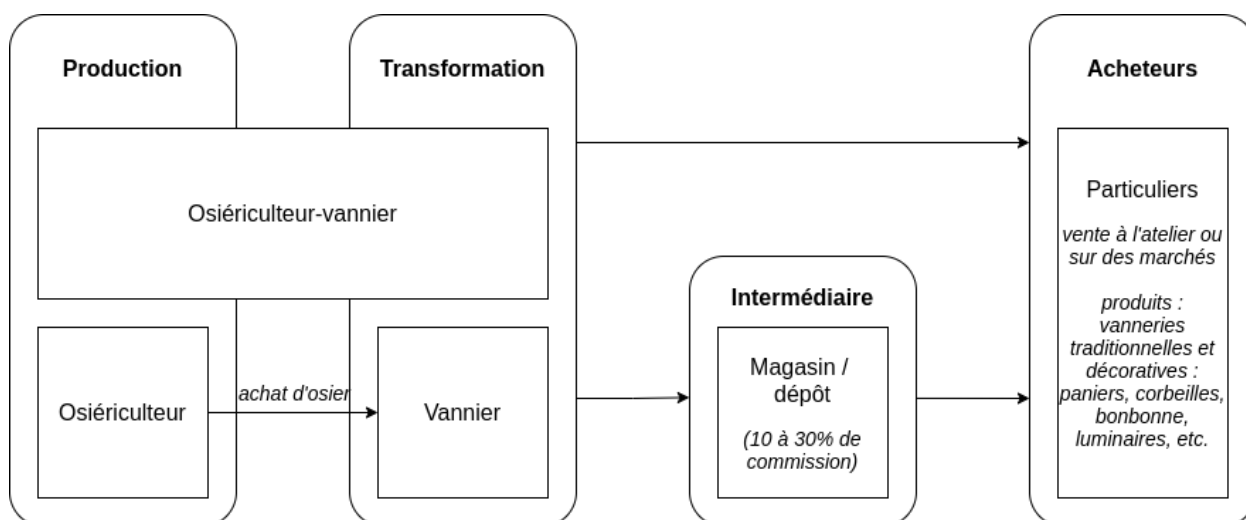 Production
Transformation
Acheteurs
Osiériculteur-vannier
Particuliers
vente à l'atelier ou
sur des marchés
produits :
vanneries
traditionnelles et
décoratives :
paniers, corbeilles,
bonbonne,
luminaires, etc.
Intermédiaire
Magasin /
dépôt
(10 à 30% de
commission)
Osiériculteur
achat d'osier
Vannier